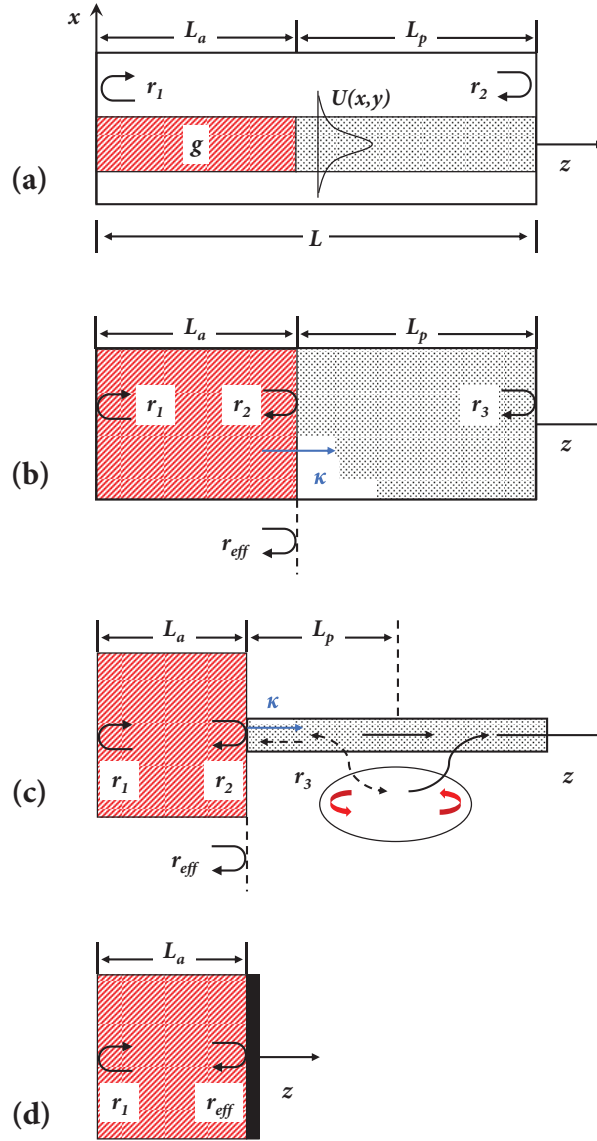 x
L_a L_p
r_1 U(x,y) r_2
g
z
(a)
L
L_a L_p
r_1 r_2 r_3
z
κ
(b)
r_eff
L_a L_p
κ
z
r_1 r_2 r_3
(c)
r_eff
L_a
z
r_1 r_eff
(d)